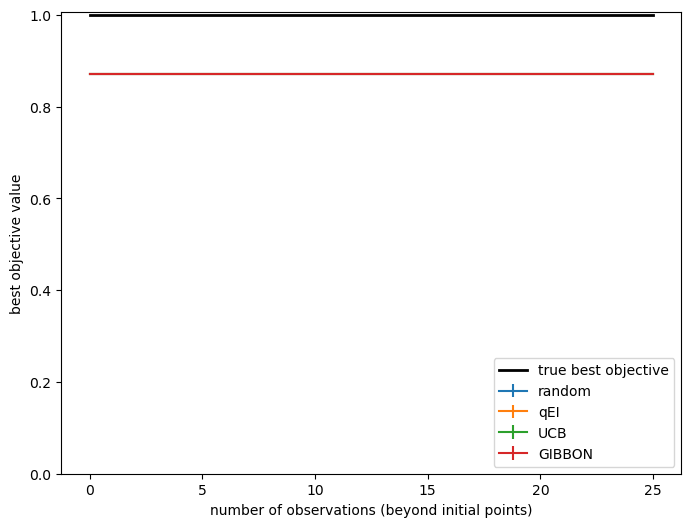 1.0
0.8
0.6
0.4
0.2
0.0
best objective value
0 5 10 15 20 25
number of observations (beyond initial points)
true best objective
random
qEI
UCB
GIBBON